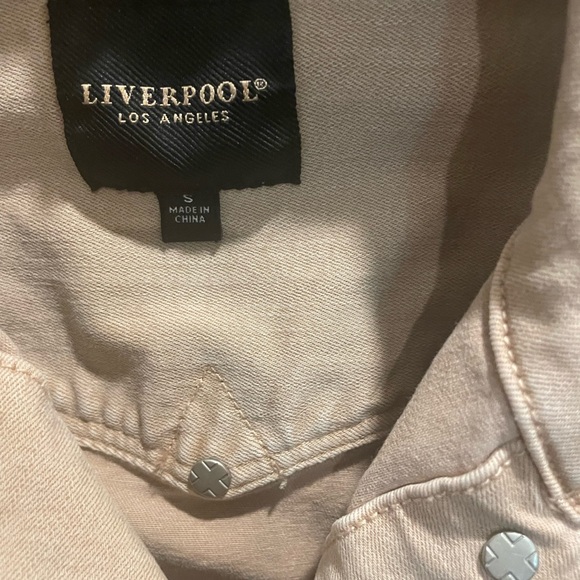 LIVERPOOL®
LOS ANGELES
S
MADE IN
CHINA